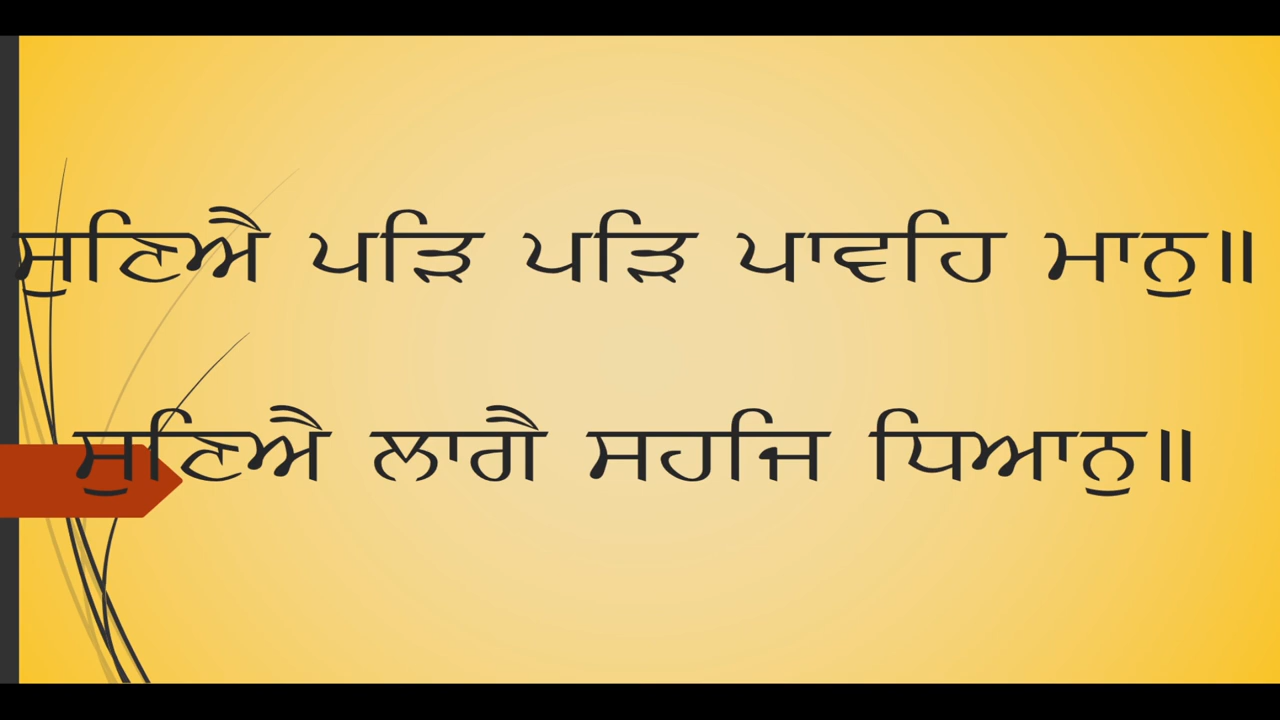 ਸੁਣਿਐ ਪੜਿ ਪੜਿ ਪਾਵਹਿ ਮਾਨੁ॥
ਸੁਣਿਐ ਲਾਗੈ ਸਹਜਿ ਧਿਆਨੁ॥